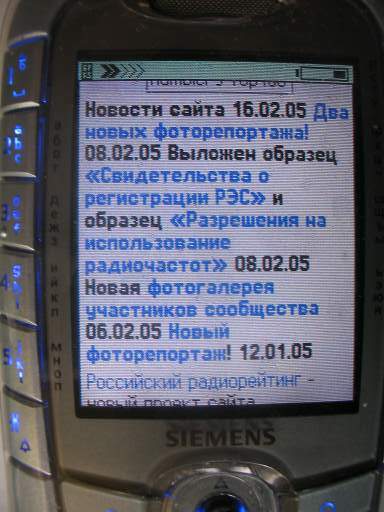 Rambler's Top100
Новости сайта 16.02.05 Два
новых фоторепортажа!
08.02.05 Выложен образец
«Свидетельства о
регистрации РЭС» и
образец «Разрешения на
использование
радиочастот» 08.02.05
Новая фотогалерея
участников сообщества
06.02.05 Новый
фоторепортаж! 12.01.05
Российский радиорейтинг -
новый проект сайта
SIEMENS